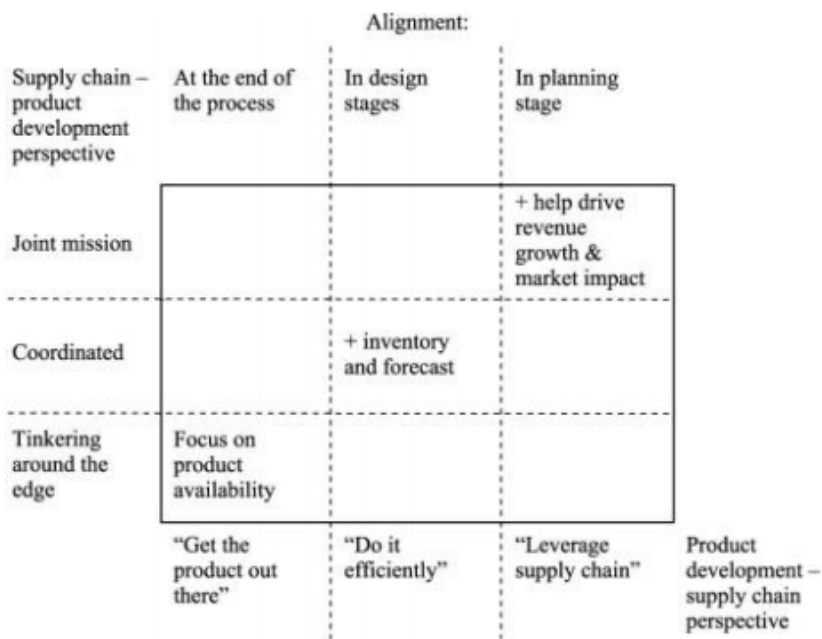 Alignment:
Supply chain –
product
development
perspective
At the end of
the process
In design
stages
In planning
stage
Joint mission
+ help drive
revenue
growth &
market impact
Coordinated
+ inventory
and forecast
Tinkering
around the
edge
Focus on
product
availability
“Get the
product out
there”
“Do it
efficiently”
“Leverage
supply chain”
Product
development –
supply chain
perspective